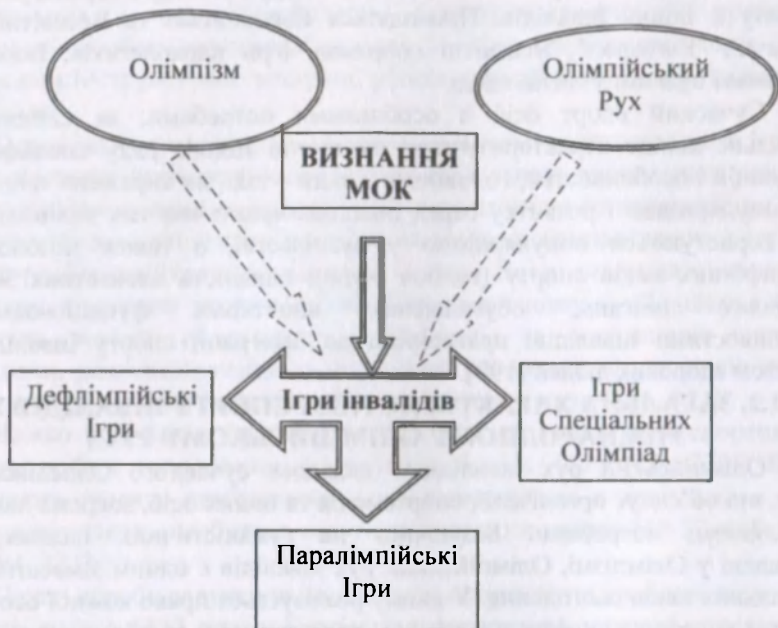 Олімпізм
Олімпійський
Рух
ВИЗНАННЯ
МОК
Дефлімпійські
Ігри
Ігри інвалідів
Ігри
Спеціальних
Олімпіад
Паралімпійські
Ігри